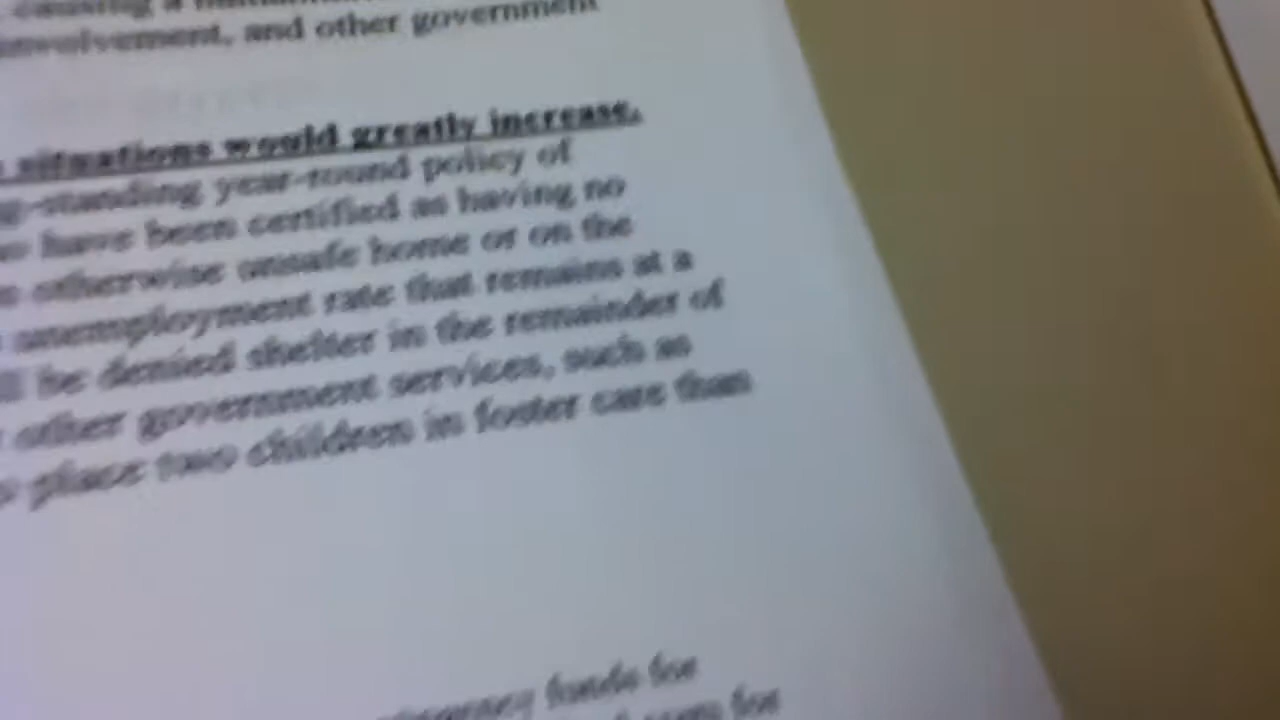 causing a
involvement, and other government
situations would greatly increase.
-standing year-round policy of
have been certified as having no
otherwise unsafe home or on the
unemployment rate that remains at a
be denied shelter in the remainder of
other government services, such as
place two children in foster care than
funds for
for